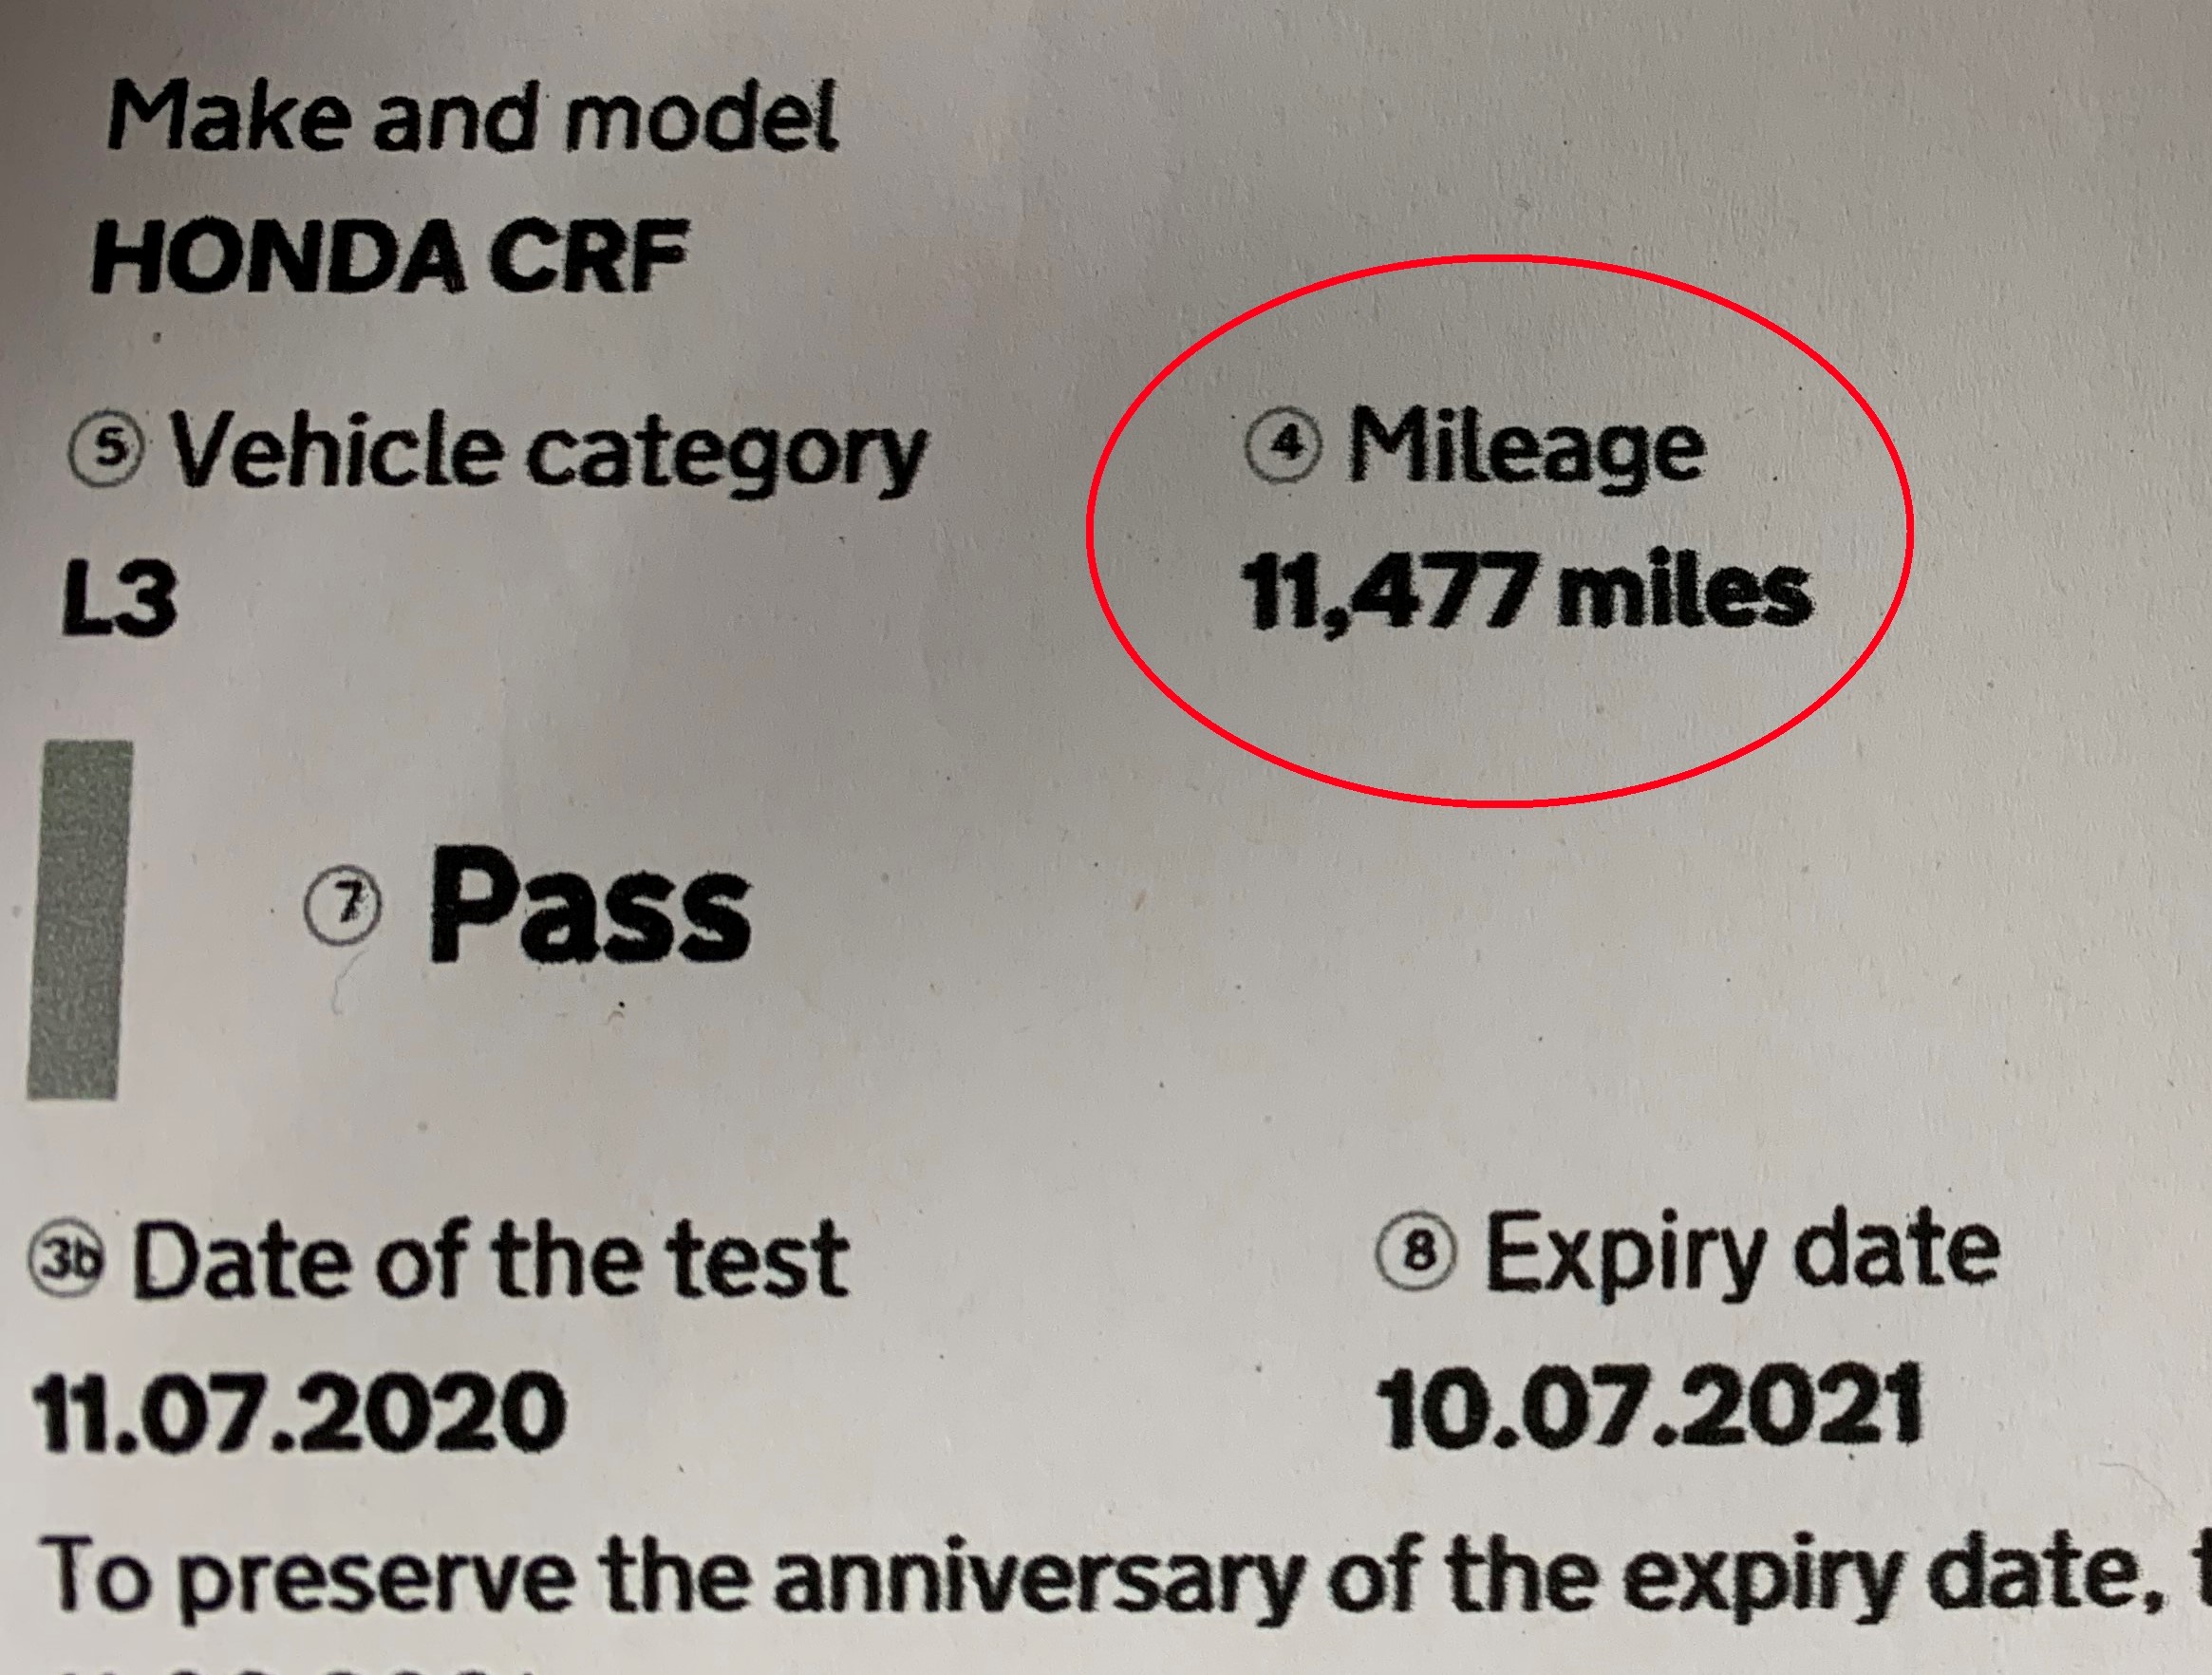 Make and model
HONDA CRF
5 Vehicle category
4 Mileage
L3
11,477 miles
7 Pass
3b Date of the test
8 Expiry date
11.07.2020
10.07.2021
To preserve the anniversary of the expiry date,